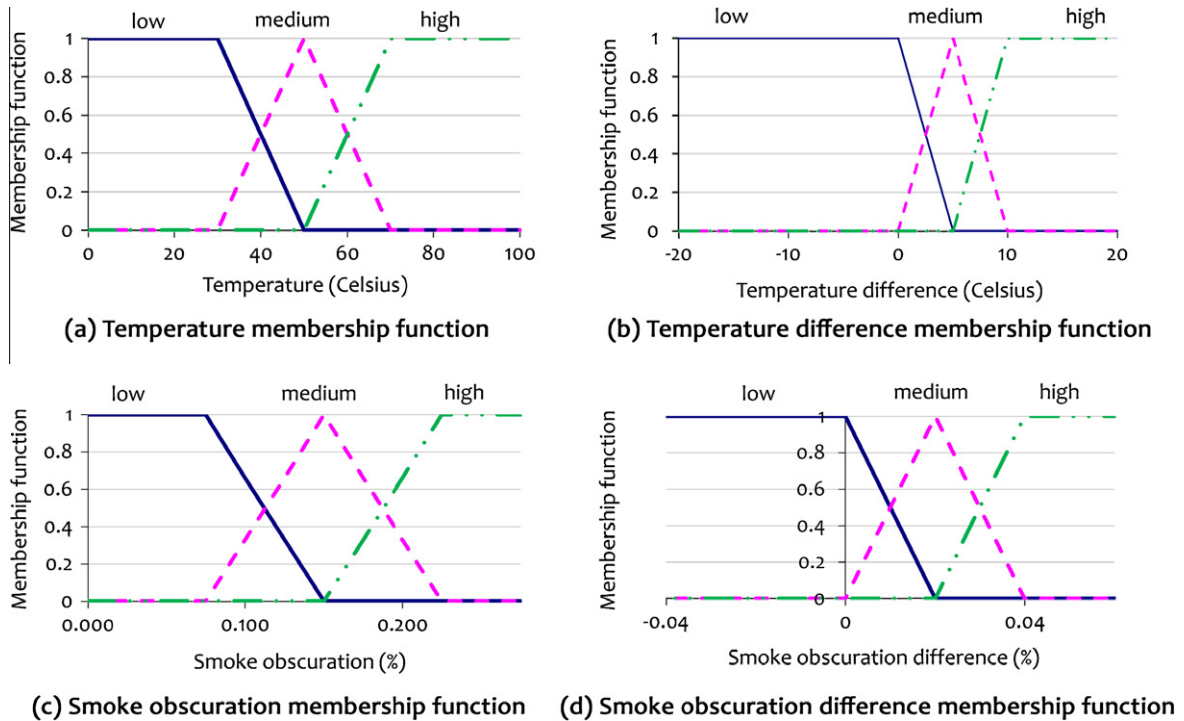 low medium high
Membership function
1
0.8
0.6
0.4
0.2
0
0 20 40 60 80 100
Temperature (Celsius)
(a) Temperature membership function
low medium high
Membership function
1
0.8
0.6
0.4
0.2
0
-20 -10 0 10 20
Temperature difference (Celsius)
(b) Temperature difference membership function
low medium high
Membership function
1
0.8
0.6
0.4
0.2
0
0.000 0.100 0.200
Smoke obscuration (%)
(c) Smoke obscuration membership function
low medium high
Membership function
1
0.8
0.6
0.4
0.2
0
-0.04 0 0.04
Smoke obscuration difference (%)
(d) Smoke obscuration difference membership function